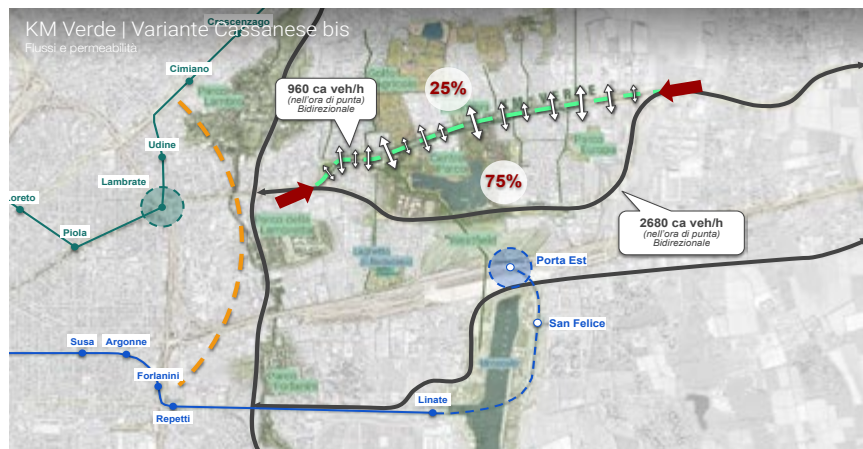 KM Verde | Variante Cassanese bis
Flussi e permeabilità
Crescenzago
Cimiano
Udine
Lambrate
Loreto
Piola
960 ca veh/h
(nell'ora di punta)
Bidirezionale
25%
KM VERDE
75%
2680 ca veh/h
(nell'ora di punta)
Bidirezionale
Porta Est
San Felice
Susa
Argonne
Forlanini
Repetti
Linate